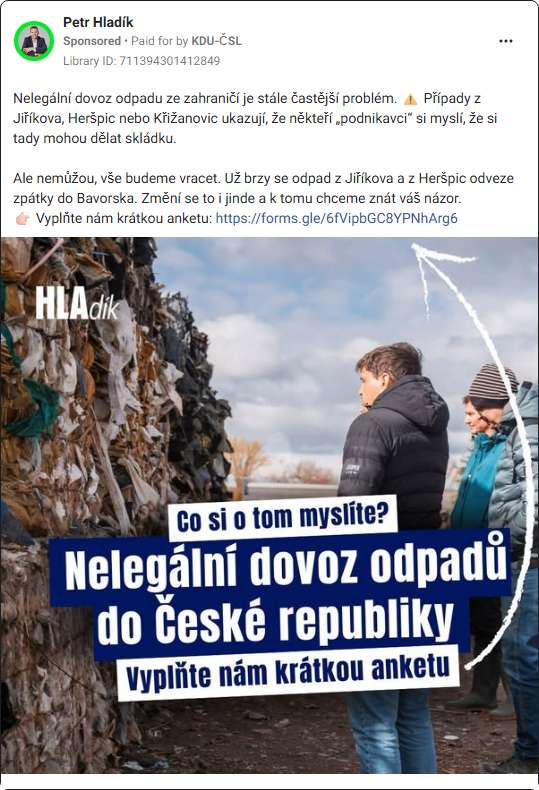 Petr Hladík
Sponsored • Paid for by KDU-ČSL
Library ID: 711394301412849
Nelegální dovoz odpadu ze zahraničí je stále častější problém. ⚠️ Případy z
Jiříkova, Heršpic nebo Křižanovic ukazují, že někteří „podnikavci“ si myslí, že si
tady mohou dělat skládku.
Ale nemůžou, vše budeme vracet. Už brzy se odpad z Jiříkova a z Heršpic odveze
zpátky do Bavorska. Změní se to i jinde a k tomu chceme znát váš názor.
👉🏻 Vyplňte nám krátkou anketu: https://forms.gle/6fVipbGC8YPNhArg6
HLAdík
Co si o tom myslíte?
Nelegální dovoz odpadů
do České republiky
Vyplňte nám krátkou anketu